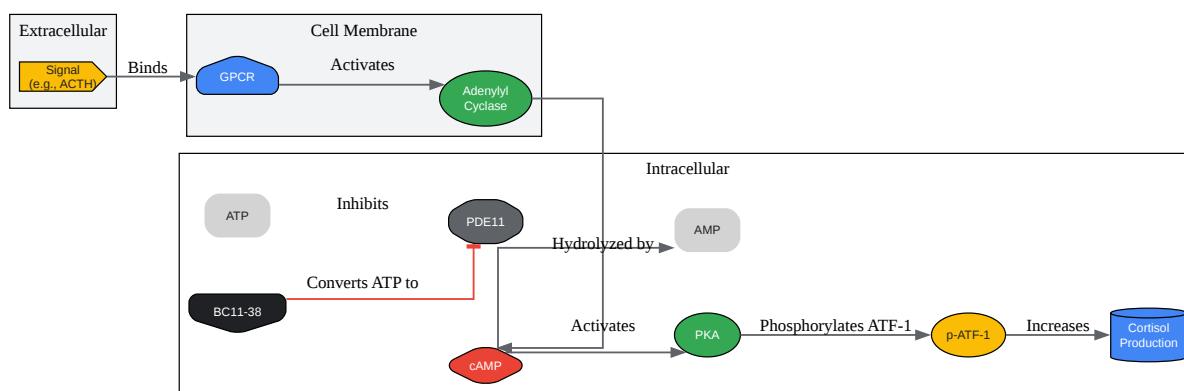 Extracellular
Cell Membrane
Signal
(e.g., ACTH)
Binds
GPCR
Activates
Adenylyl
Cyclase
Intracellular
ATP
Inhibits
PDE11
AMP
Hydrolyzed by
Converts ATP to
BC11-38
Activates
PKA
Phosphorylates ATF-1
p-ATF-1
Increases
Cortisol
Production
cAMP